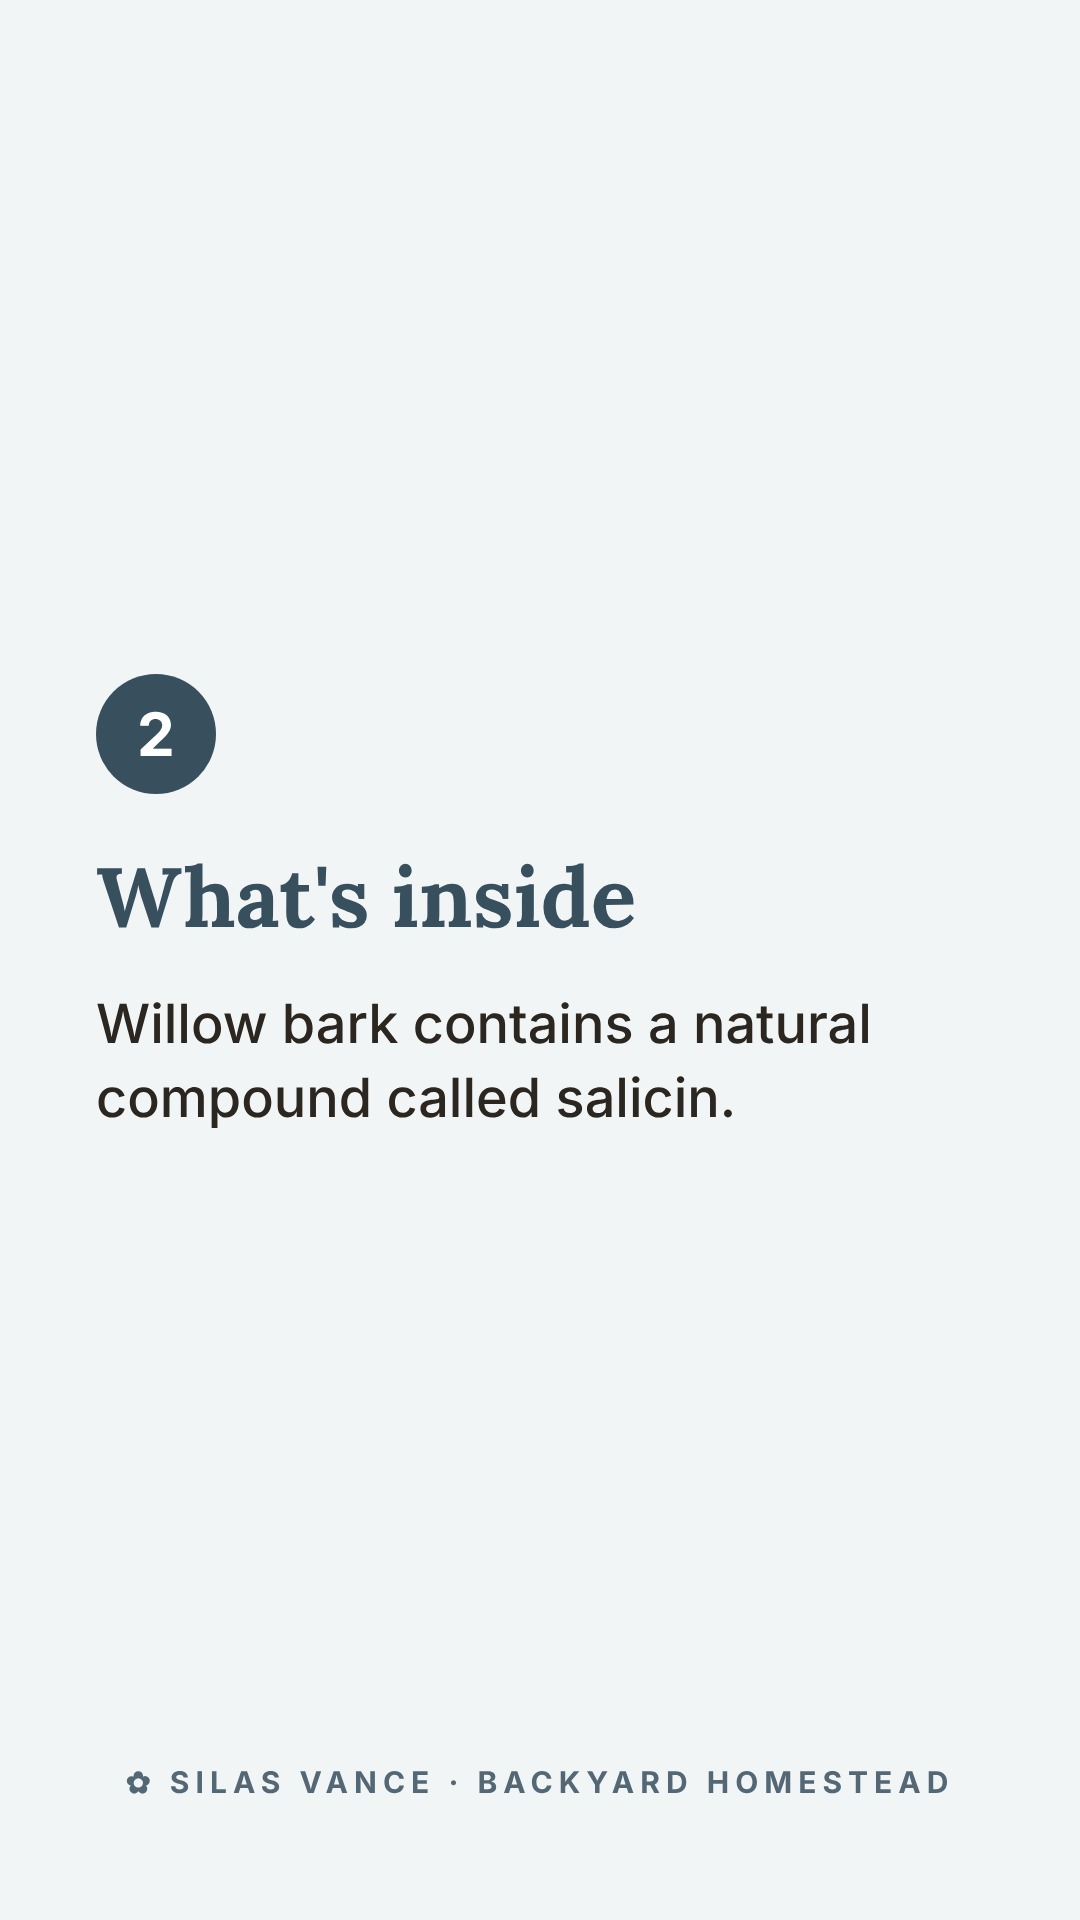 2
What's inside
Willow bark contains a natural
compound called salicin.
✿ SILAS VANCE · BACKYARD HOMESTEAD